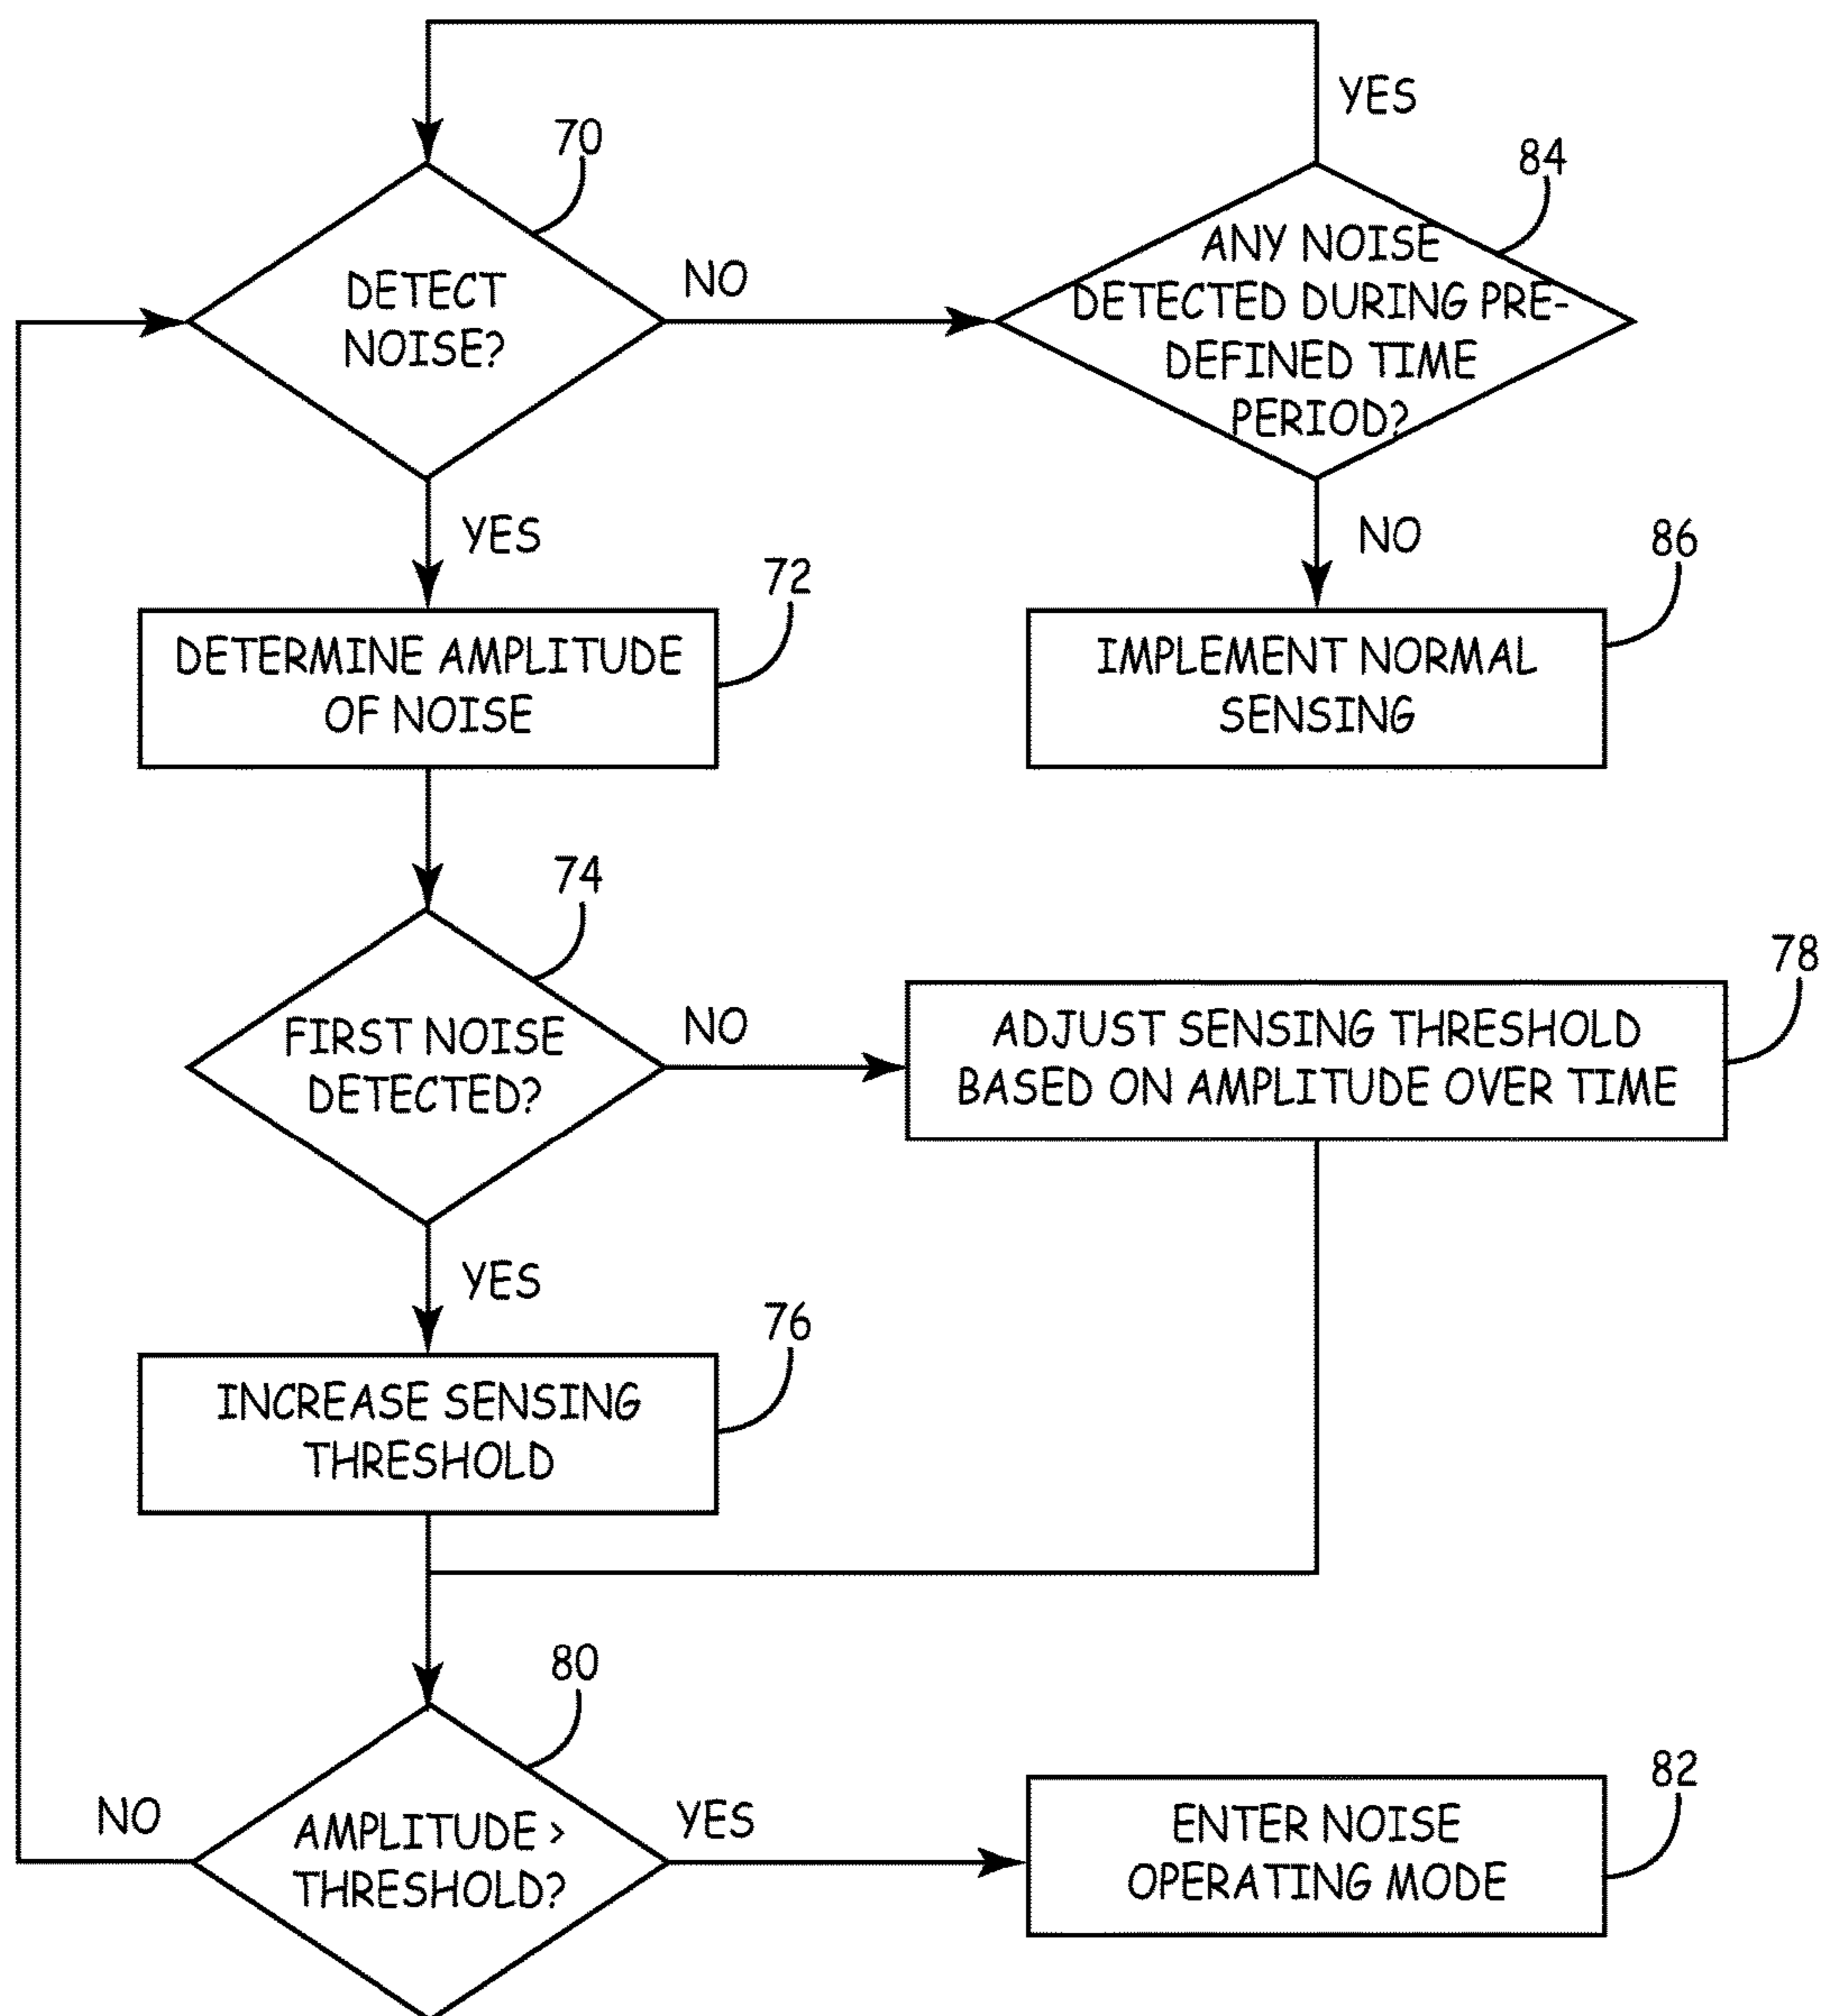 YES
70
84
DETECT
NOISE?
NO
ANY NOISE
DETECTED DURING PRE-
DEFINED TIME
PERIOD?
YES
NO
72
86
DETERMINE AMPLITUDE
OF NOISE
IMPLEMENT NORMAL
SENSING
74
78
FIRST NOISE
DETECTED?
NO
ADJUST SENSING THRESHOLD
BASED ON AMPLITUDE OVER TIME
YES
76
INCREASE SENSING
THRESHOLD
80
82
NO
AMPLITUDE >
THRESHOLD?
YES
ENTER NOISE
OPERATING MODE